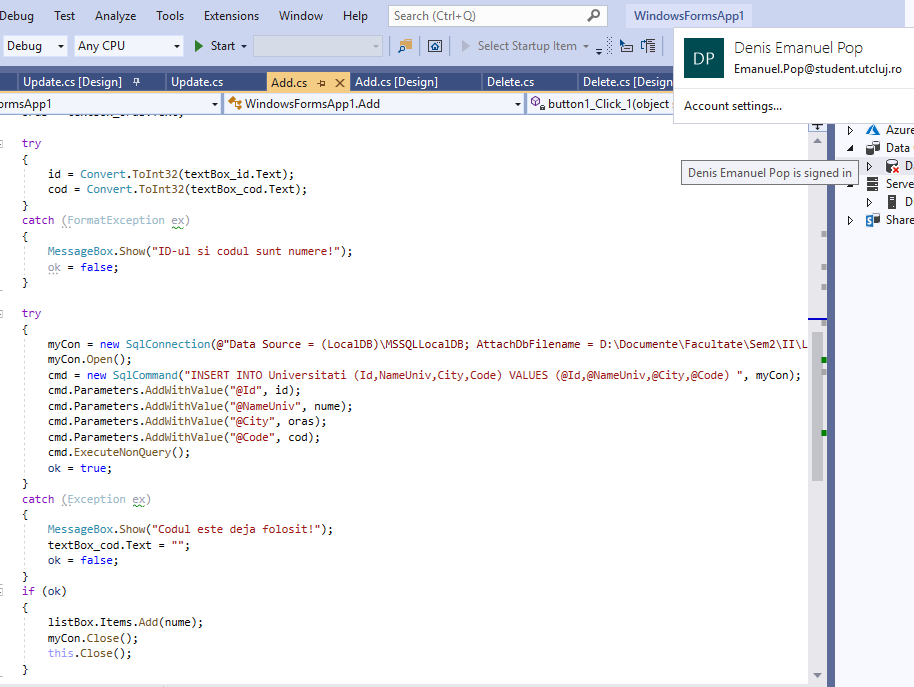 Debug Test Analyze Tools Extensions Window Help Search (Ctrl+Q) WindowsFormsApp1
Debug Any CPU Start Select Startup Item
DP
Denis Emanuel Pop
Emanuel.Pop@student.utcluj.ro
Account settings...
Update.cs [Design] Update.cs Add.cs Add.cs [Design] Delete.cs Delete.cs [Design]
ormsApp1 WindowsFormsApp1.Add button1_Click_1(object
try
{
id = Convert.ToInt32(textBox_id.Text);
cod = Convert.ToInt32(textBox_cod.Text);
}
catch (FormatException ex)
{
MessageBox.Show("ID-ul si codul sunt numere!");
ok = false;
}
try
{
myCon = new SqlConnection(@"Data Source = (LocalDB)\MSSQLLocalDB; AttachDbFilename = D:\Documente\Facultate\Sem2\II\L
myCon.Open();
cmd = new SqlCommand("INSERT INTO Universitati (Id,NameUniv,City,Code) VALUES (@Id,@NameUniv,@City,@Code) ", myCon);
cmd.Parameters.AddWithValue("@Id", id);
cmd.Parameters.AddWithValue("@NameUniv", nume);
cmd.Parameters.AddWithValue("@City", oras);
cmd.Parameters.AddWithValue("@Code", cod);
cmd.ExecuteNonQuery();
ok = true;
}
catch (Exception ex)
{
MessageBox.Show("Codul este deja folosit!");
textBox_cod.Text = "";
ok = false;
}
if (ok)
{
listBox.Items.Add(nume);
myCon.Close();
this.Close();
}
Denis Emanuel Pop is signed in
Azure
Data
D
Serve
D
Share